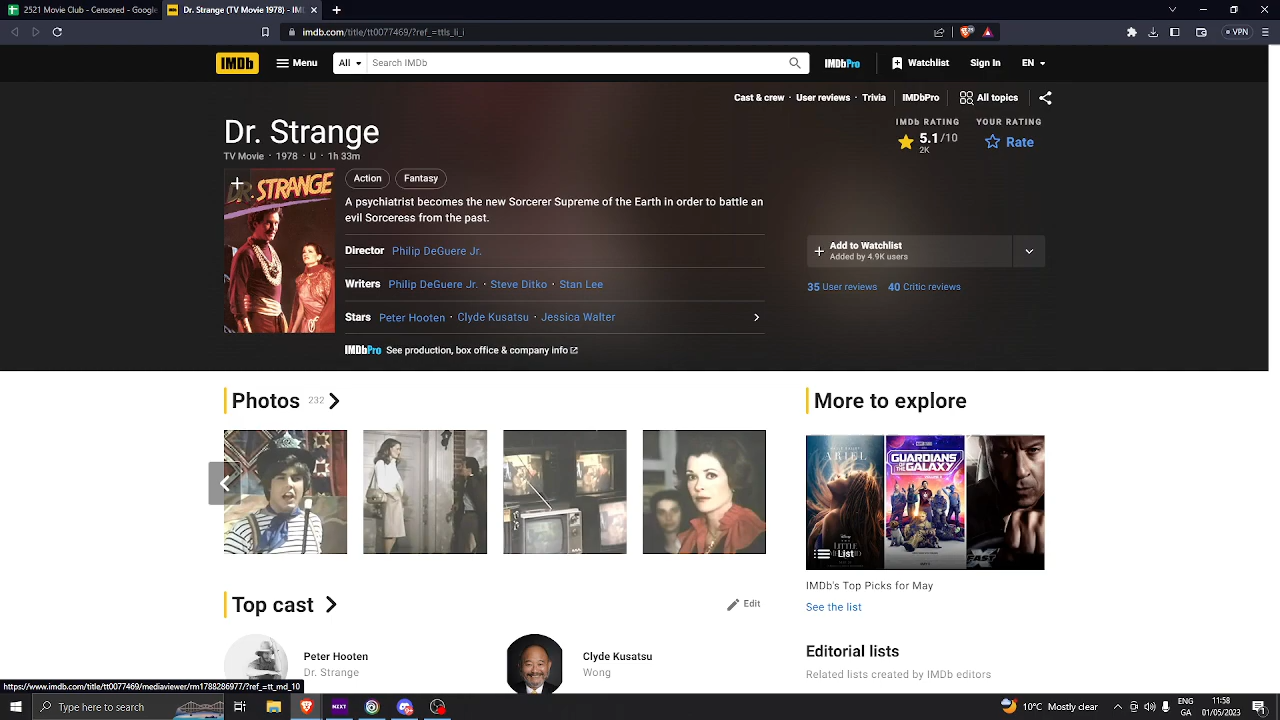 2521 Movie Club - Censored - Google
Dr. Strange (TV Movie 1978) - IM
imdb.com/title/tt0077469/?ref_=ttls_li_i
VPN
IMDb
Menu
All
Search IMDb
IMDbPro
Watchlist
Sign In
EN
Cast & crew · User reviews · Trivia
IMDbPro
All topics
Dr. Strange
TV Movie · 1978 · U · 1h 33m
IMDb RATING
YOUR RATING
5.1/10
2K
Rate
DR. STRANGE
Action
Fantasy
A psychiatrist becomes the new Sorcerer Supreme of the Earth in order to battle an
evil Sorceress from the past.
Director Philip DeGuere Jr.
Writers Philip DeGuere Jr. · Steve Ditko · Stan Lee
Stars Peter Hooten · Clyde Kusatsu · Jessica Walter
IMDbPro See production, box office & company info
Add to Watchlist
Added by 4.9K users
35 User reviews 40 Critic reviews
Photos 232
More to explore
ARIEL
GUARDIANS
OF THE GALAXY
LITTLE
FAST
List
IMDb's Top Picks for May
See the list
Top cast
Edit
Peter Hooten
Dr. Strange
Clyde Kusatsu
Wong
Editorial lists
Related lists created by IMDb editors
https://www.imdb.com/title/tt0077469/mediaviewer/rm1788286977/?ref_=tt_md_10
Type here to search
NEXT
10°C Mostly clear
ENG
GA
11:58
01/05/2023